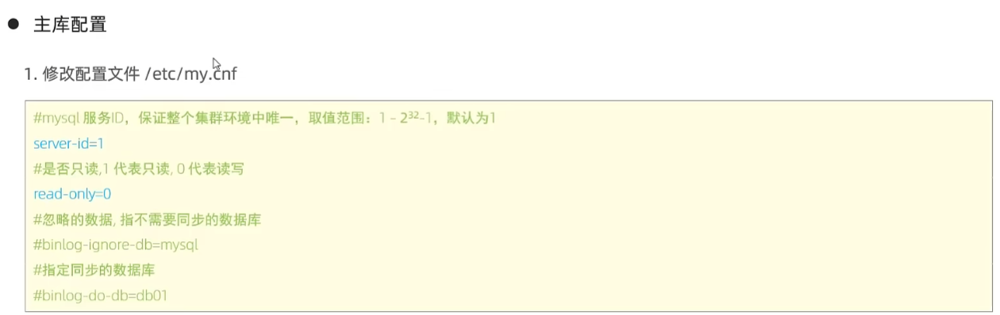 ● 主库配置
1. 修改配置文件 /etc/my.cnf
#mysql 服务ID，保证整个集群环境中唯一，取值范围：1 – 2³²-1，默认为1
server-id=1
#是否只读,1 代表只读, 0 代表读写
read-only=0
#忽略的数据, 指不需要同步的数据库
#binlog-ignore-db=mysql
#指定同步的数据库
#binlog-do-db=db01